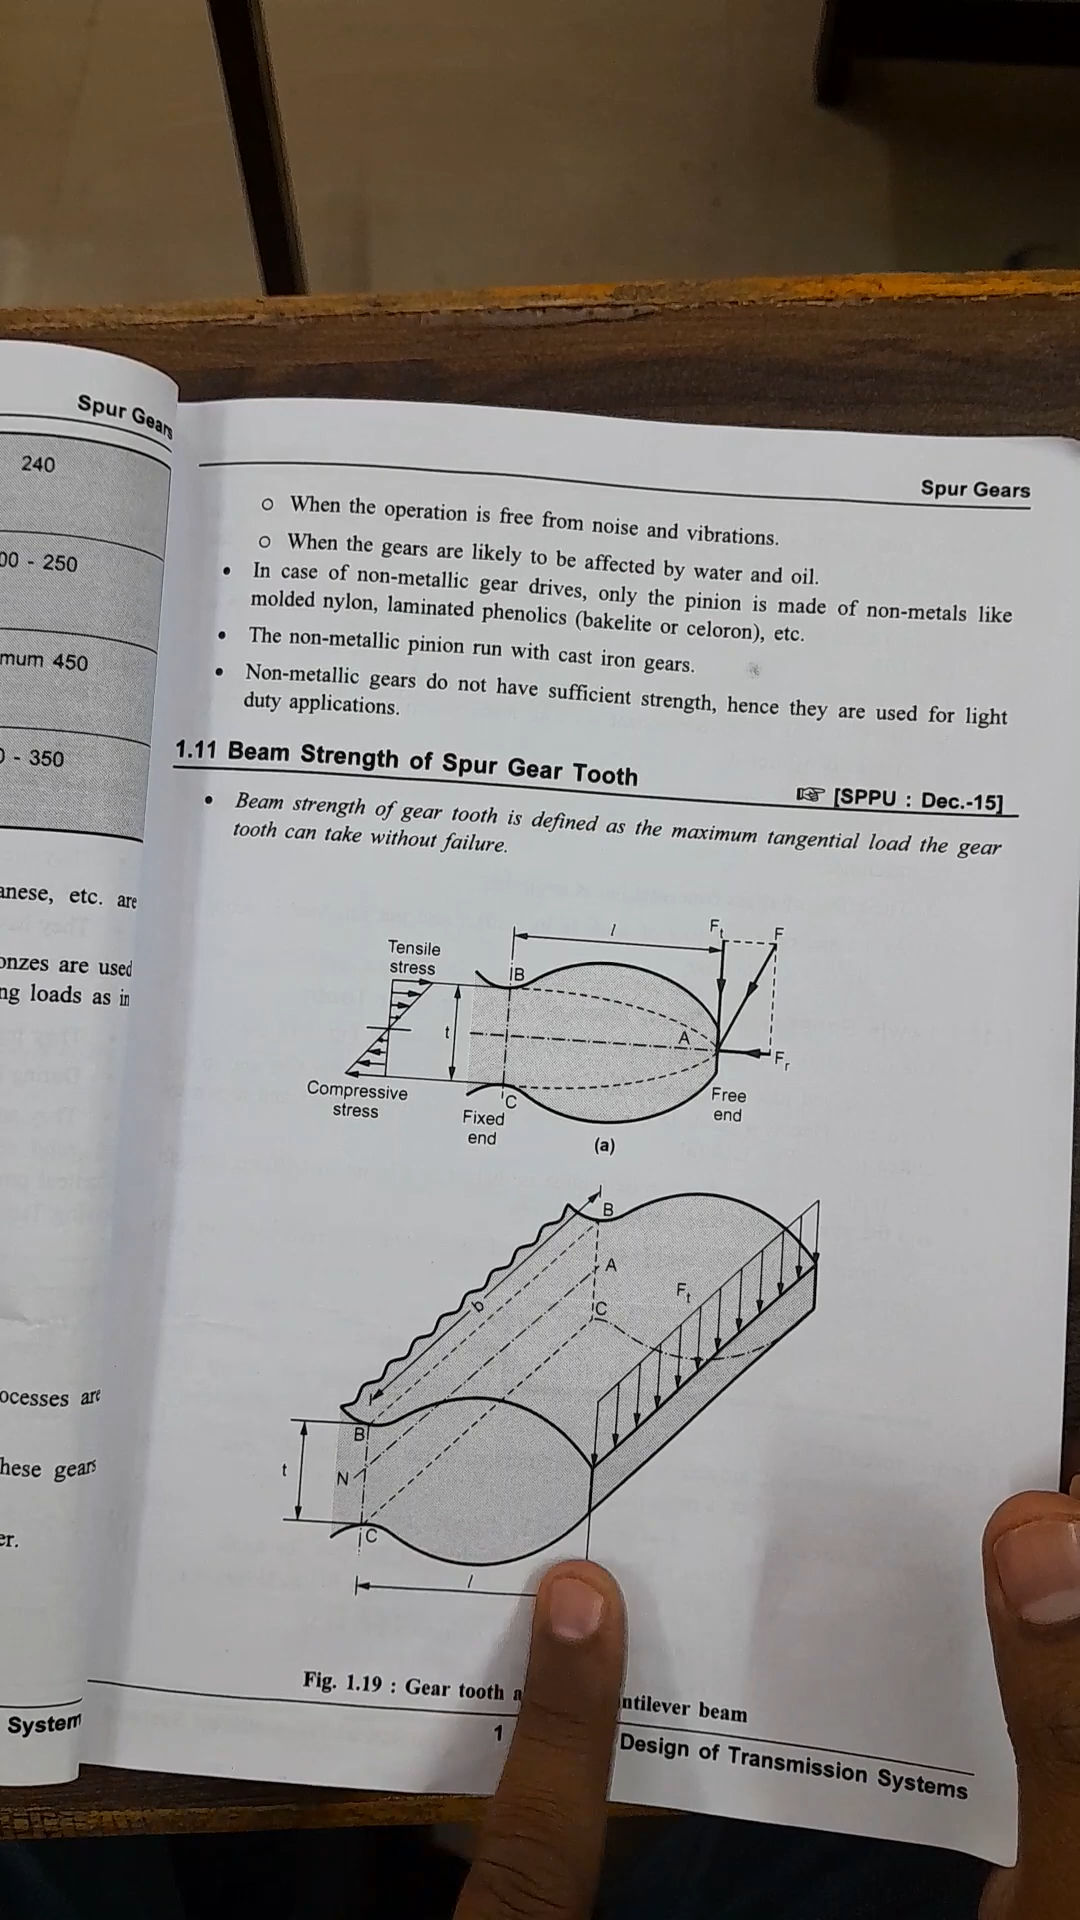 Spur Gears
240
00 - 250
mum 450
- 350
anese, etc. are
onzes are used
ng loads as in
ocesses are
hese gears
er.
System
Spur Gears
o When the operation is free from noise and vibrations.
o When the gears are likely to be affected by water and oil.
• In case of non-metallic gear drives, only the pinion is made of non-metals like
molded nylon, laminated phenolics (bakelite or celoron), etc.
• The non-metallic pinion run with cast iron gears.
• Non-metallic gears do not have sufficient strength, hence they are used for light
duty applications.
1.11 Beam Strength of Spur Gear Tooth
☞ [SPPU : Dec.-15]
• Beam strength of gear tooth is defined as the maximum tangential load the gear
tooth can take without failure.
Ft F
l
Tensile
stress
B
t
A
Fr
Compressive
stress
C
Fixed
end
Free
end
(a)
B
A
Ft
C
b
B
t
N
C
l
Fig. 1.19 : Gear tooth a ntilever beam
1
Design of Transmission Systems